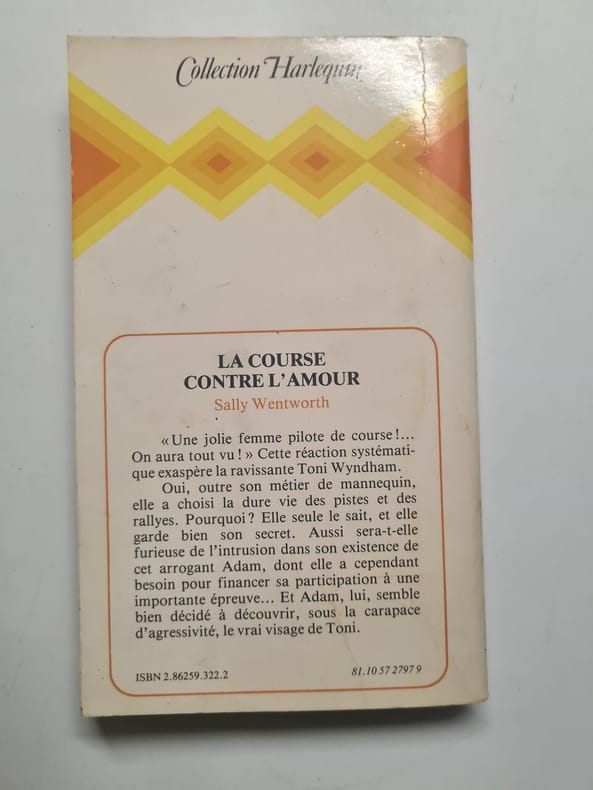 Collection Harlequin
LA COURSE
CONTRE L'AMOUR
Sally Wentworth
« Une jolie femme pilote de course !...
On aura tout vu ! » Cette réaction systémati-
que exaspère la ravissante Toni Wyndham.
Oui, outre son métier de mannequin,
elle a choisi la dure vie des pistes et des
rallyes. Pourquoi ? Elle seule le sait, et elle
garde bien son secret. Aussi sera-t-elle
furieuse de l'intrusion dans son existence de
cet arrogant Adam, dont elle a cependant
besoin pour financer sa participation à une
importante épreuve... Et Adam, lui, semble
bien décidé à découvrir, sous la carapace
d'agressivité, le vrai visage de Toni.
ISBN 2.86259.322.2
81.10 57 2797 9